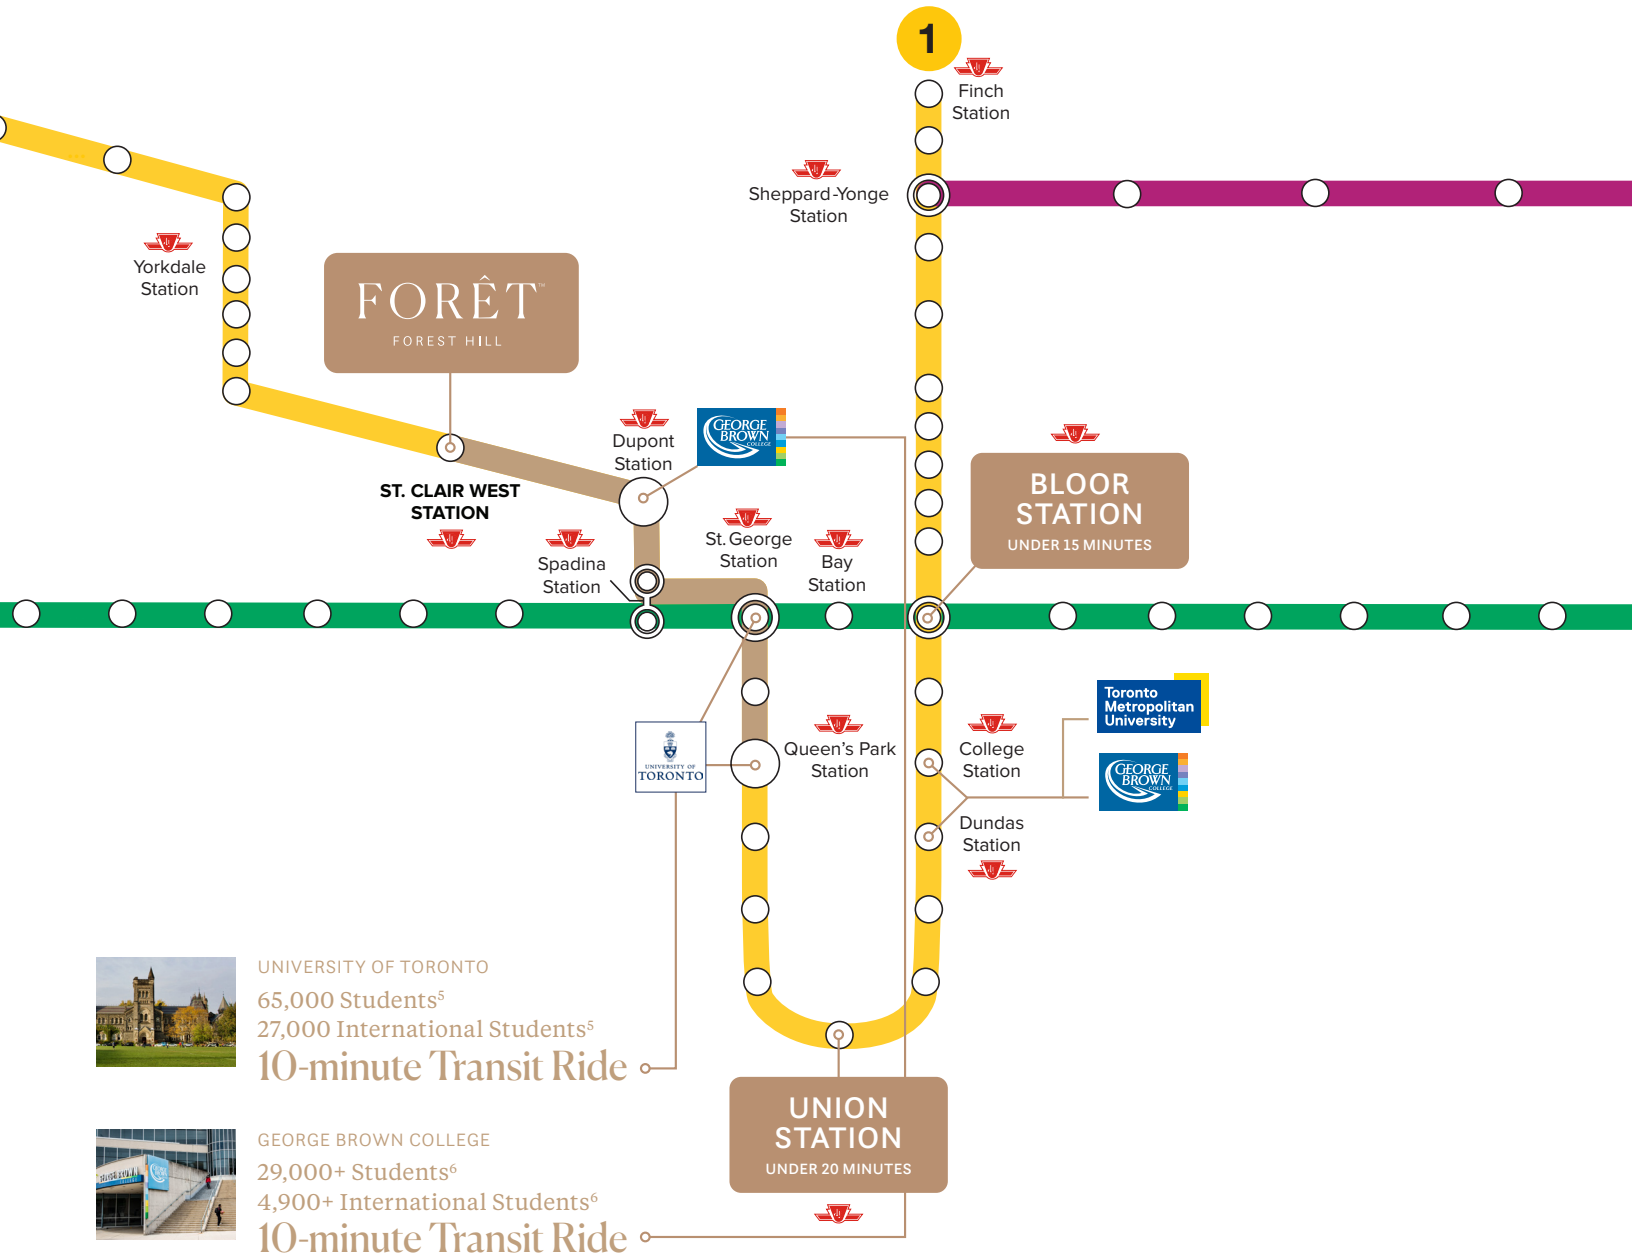 1
Finch
Station
Sheppard-Yonge
Station
Yorkdale
Station
FORÊT™
FOREST HILL
Dupont
Station
GEORGE
BROWN
COLLEGE
ST. CLAIR WEST
STATION
BLOOR
STATION
UNDER 15 MINUTES
Spadina
Station
St. George
Station
Bay
Station
Toronto
Metropolitan
University
UNIVERSITY OF
TORONTO
Queen's Park
Station
College
Station
GEORGE
BROWN
COLLEGE
Dundas
Station
UNIVERSITY OF TORONTO
65,000 Students⁵
27,000 International Students⁵
10-minute Transit Ride
UNION
STATION
UNDER 20 MINUTES
GEORGE BROWN COLLEGE
29,000+ Students⁶
4,900+ International Students⁶
10-minute Transit Ride